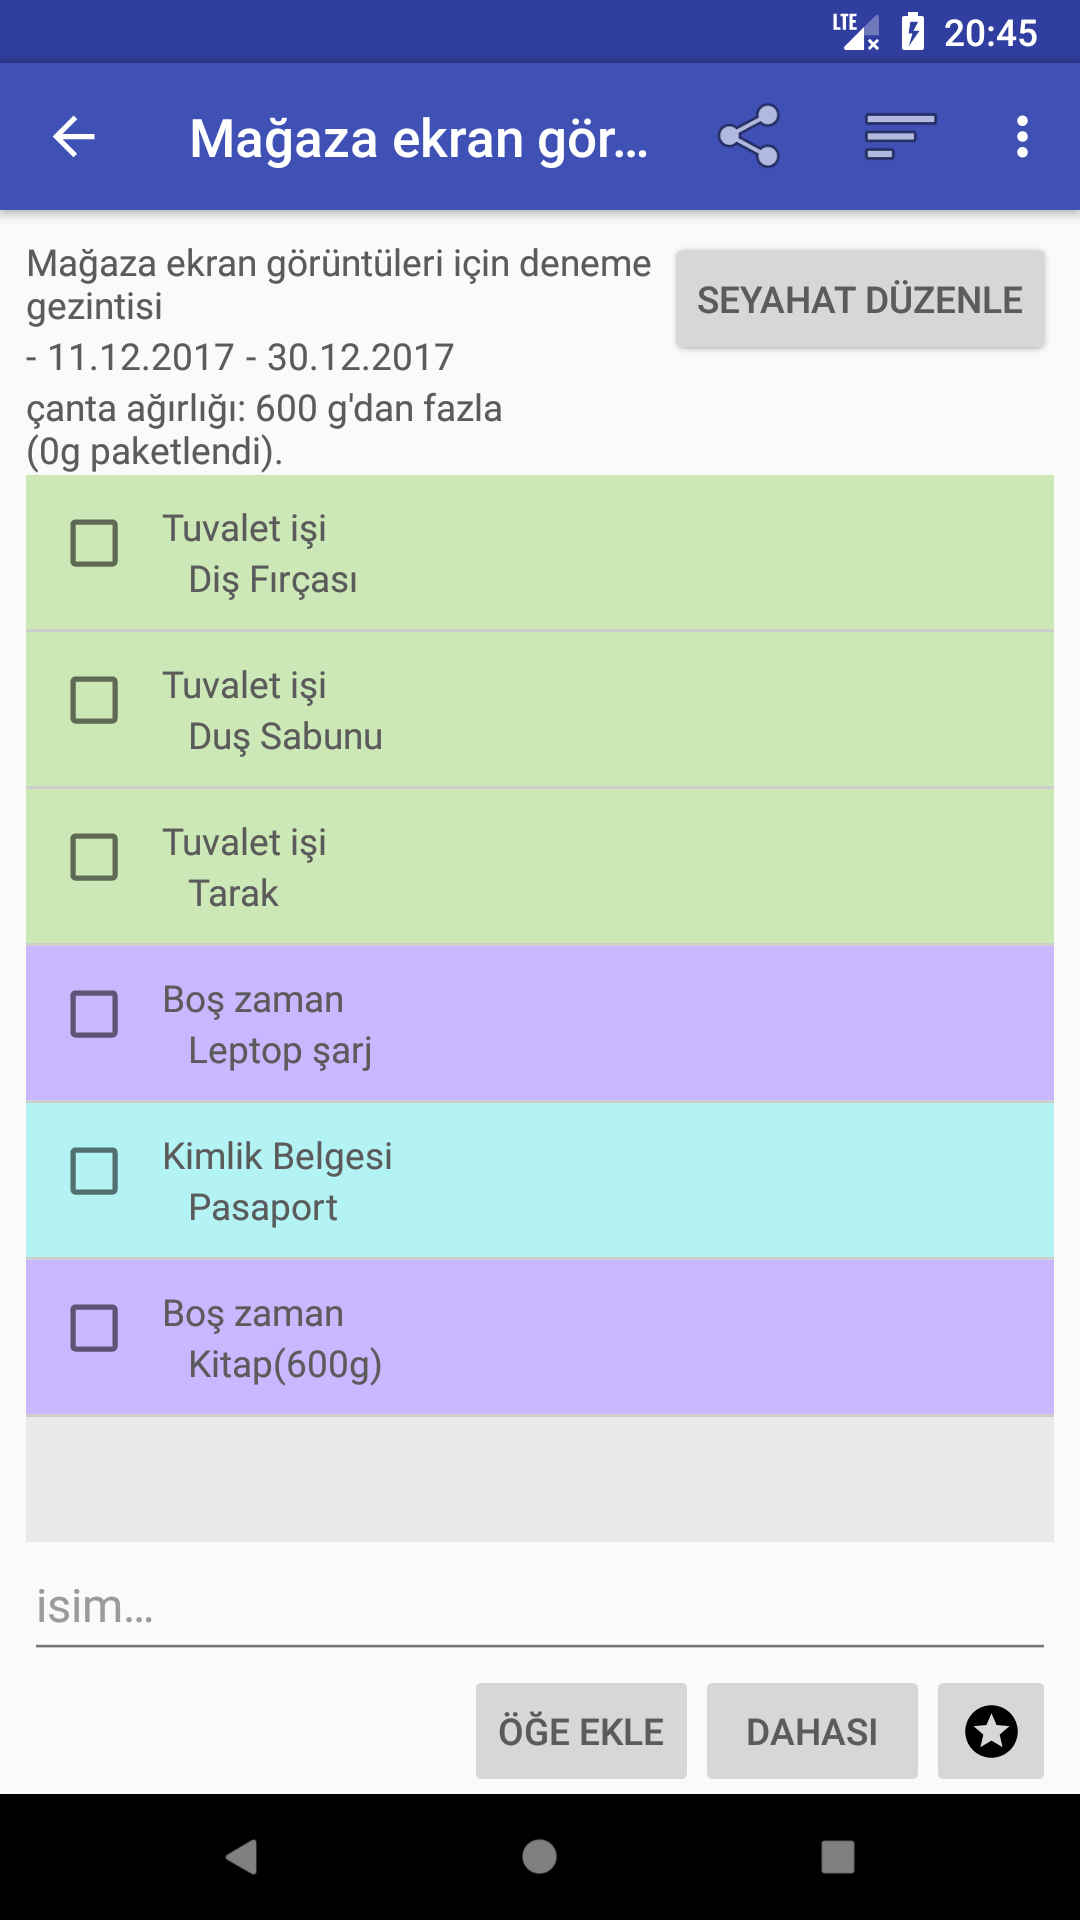 LTE 20:45
Mağaza ekran gör...
Mağaza ekran görüntüleri için deneme
gezintisi
SEYAHAT DÜZENLE
- 11.12.2017 - 30.12.2017
çanta ağırlığı: 600 g'dan fazla
(0g paketlendi).
Tuvalet işi
Diş Fırçası
Tuvalet işi
Duş Sabunu
Tuvalet işi
Tarak
Boş zaman
Leptop şarj
Kimlik Belgesi
Pasaport
Boş zaman
Kitap(600g)
isim...
ÖĞE EKLE DAHASI